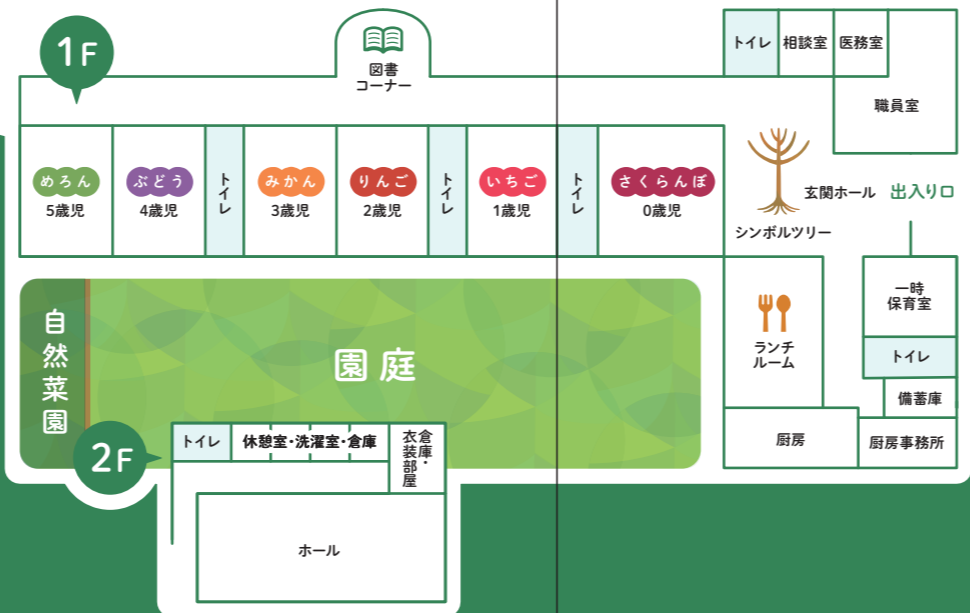 1F
図書
コーナー
トイレ
相談室
医務室
職員室
めろん
5歳児
ぶどう
4歳児
トイレ
みかん
3歳児
りんご
2歳児
トイレ
いちご
1歳児
トイレ
さくらんぼ
0歳児
玄関ホール
出入り口
シンボルツリー
自然菜園
園庭
ランチ
ルーム
一時
保育室
トイレ
備蓄庫
厨房
厨房事務所
2F
トイレ
休憩室・洗濯室・倉庫
倉庫・
衣装部屋
ホール